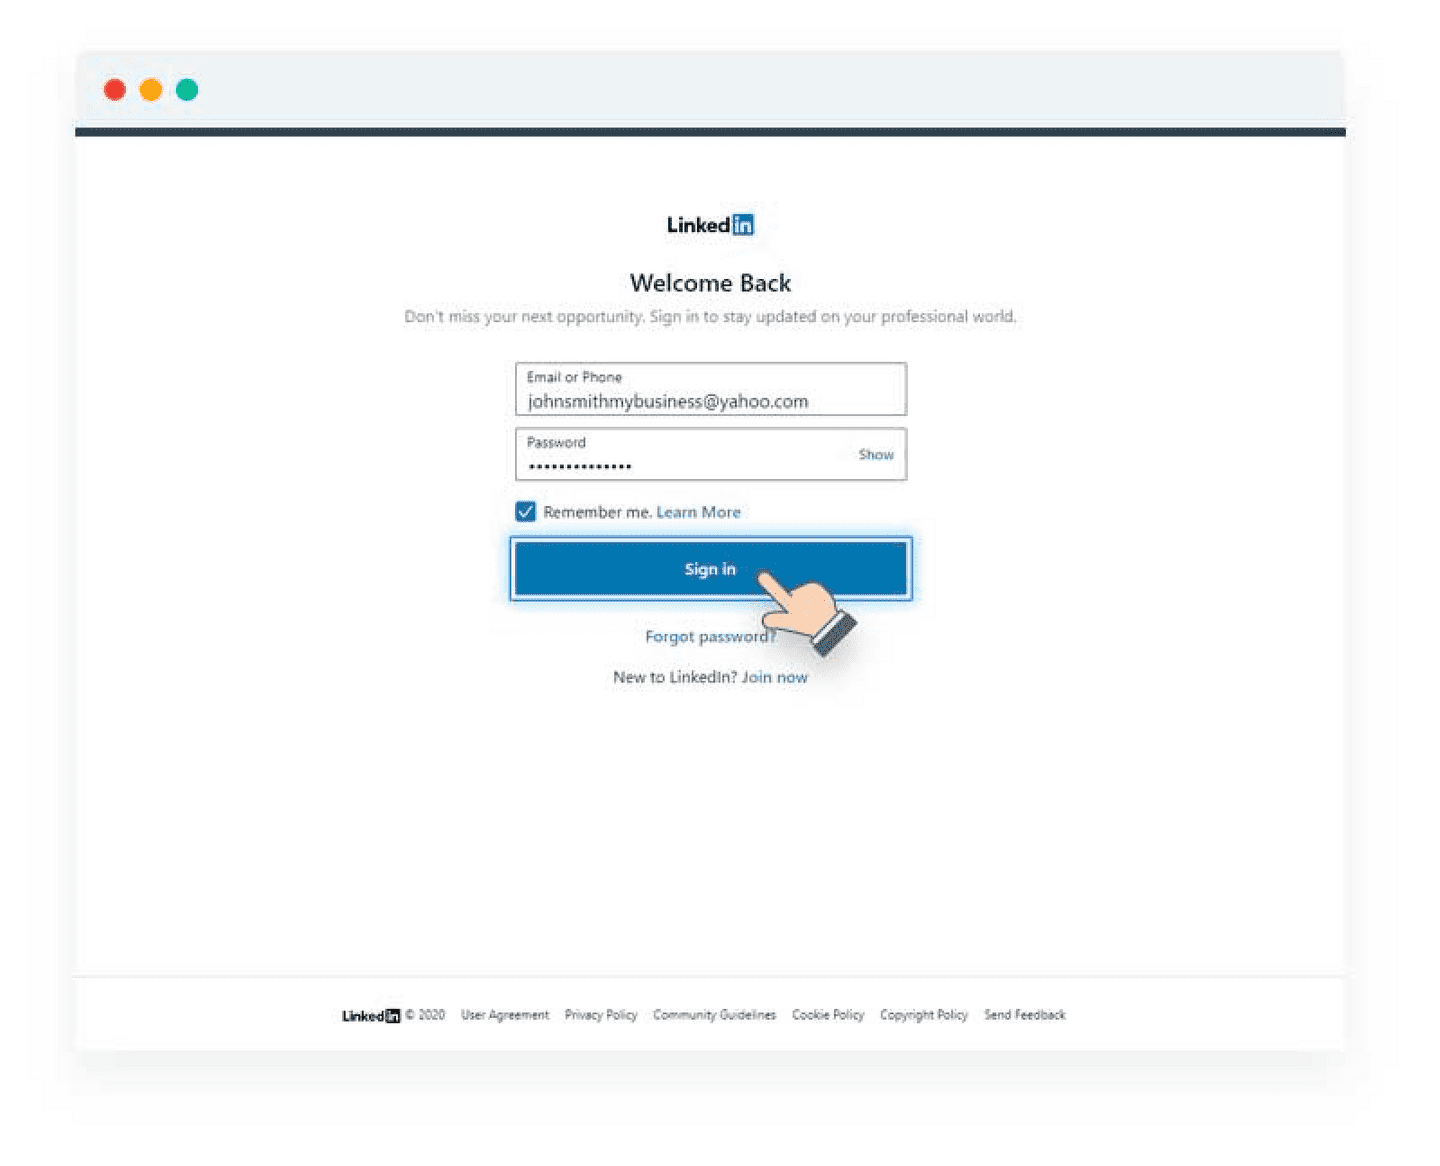 Linked in
Welcome Back
Don't miss your next opportunity. Sign in to stay updated on your professional world.
Email or Phone
johnsmithmybusiness@yahoo.com
Password
••••••••••••••
Show
Remember me. Learn More
Sign in
Forgot password?
New to LinkedIn? Join now
Linked in © 2020 User Agreement Privacy Policy Community Guidelines Cookie Policy Copyright Policy Send Feedback